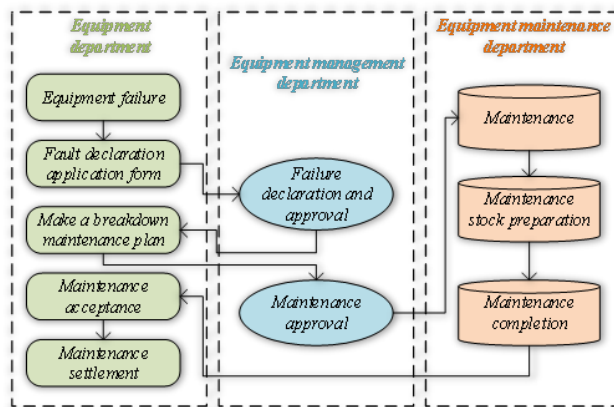 Equipment
department
Equipment failure
Fault declaration
application form
Make a breakdown
maintenance plan
Maintenance
acceptance
Maintenance
settlement
Equipment management
department
Failure
declaration and
approval
Maintenance
approval
Equipment maintenance
department
Maintenance
Maintenance
stock preparation
Maintenance
completion